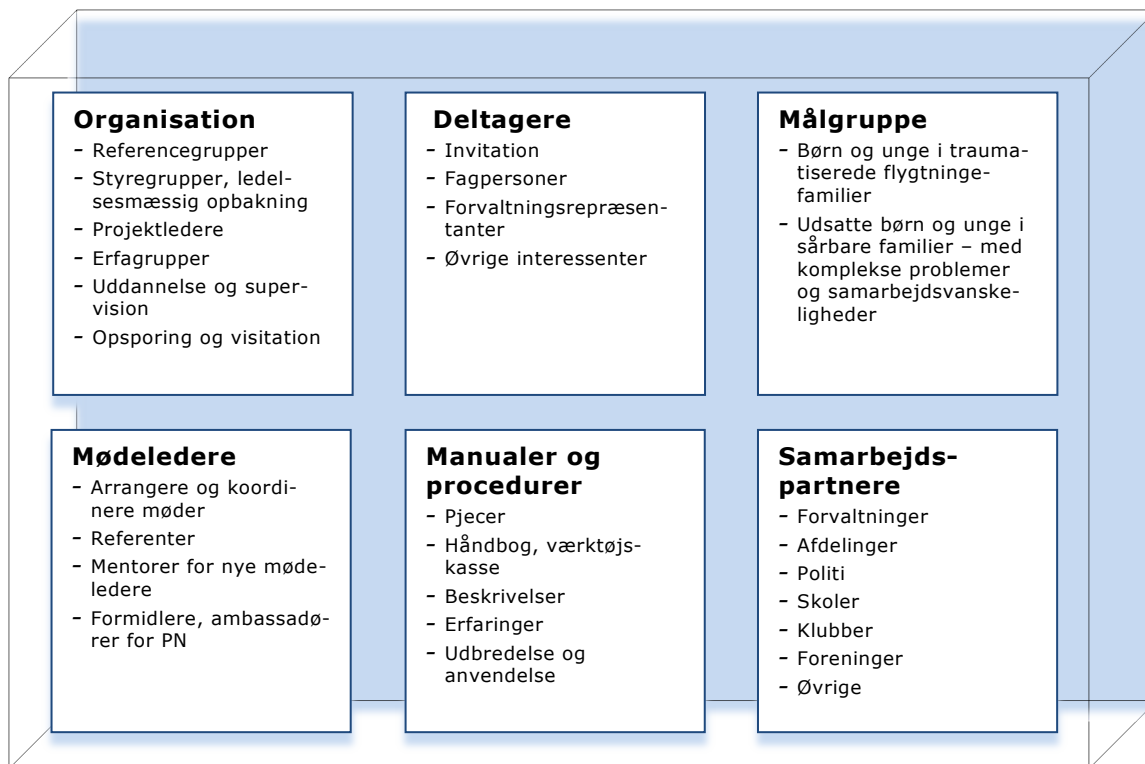 Organisation
- Referencegrupper
- Styregrupper, ledel-
sesmæssig opbakning
- Projektledere
- Erfagrupper
- Uddannelse og super-
vision
- Opsporing og visitation
Deltagere
- Invitation
- Fagpersoner
- Forvaltningsrepræsen-
tanter
- Øvrige interessenter
Målgruppe
- Børn og unge i trauma-
tiserede flygtninge-
familier
- Udsatte børn og unge i
sårbare familier – med
komplekse problemer
og samarbejdsvanske-
ligheder
Mødeledere
- Arrangere og koordi-
nere møder
- Referenter
- Mentorer for nye møde-
ledere
- Formidlere, ambassadø-
rer for PN
Manualer og
procedurer
- Pjecer
- Håndbog, værktøjs-
kasse
- Beskrivelser
- Erfaringer
- Udbredelse og
anvendelse
Samarbejds-
partnere
- Forvaltninger
- Afdelinger
- Politi
- Skoler
- Klubber
- Foreninger
- Øvrige